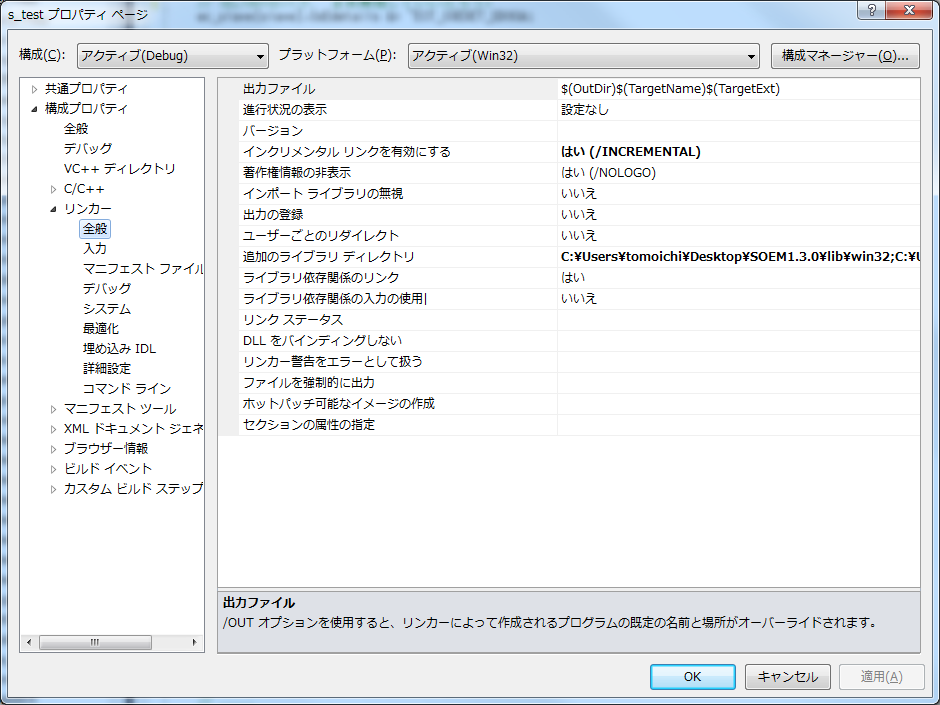 s_test プロパティ ページ
構成(C): アクティブ(Debug) プラットフォーム(P): アクティブ(Win32) 構成マネージャー(O)...
共通プロパティ
構成プロパティ
全般
デバッグ
VC++ ディレクトリ
C/C++
リンカー
全般
入力
マニフェスト ファイル
デバッグ
システム
最適化
埋め込み IDL
詳細設定
コマンド ライン
マニフェスト ツール
XML ドキュメント ジェネ
ブラウザー情報
ビルド イベント
カスタム ビルド ステップ
出力ファイル $(OutDir)$(TargetName)$(TargetExt)
進行状況の表示 設定なし
バージョン
インクリメンタル リンクを有効にする はい (/INCREMENTAL)
著作権情報の非表示 はい (/NOLOGO)
インポート ライブラリの無視 いいえ
出力の登録 いいえ
ユーザーごとのリダイレクト いいえ
追加のライブラリ ディレクトリ C:¥Users¥tomoichi¥Desktop¥SOEM1.3.0¥lib¥win32;C:¥U
ライブラリ依存関係のリンク はい
ライブラリ依存関係の入力の使用 いいえ
リンク ステータス
DLL をバインディングしない
リンカー警告をエラーとして扱う
ファイルを強制的に出力
ホットパッチ可能なイメージの作成
セクションの属性の指定
出力ファイル
/OUT オプションを使用すると、リンカーによって作成されるプログラムの既定の名前と場所がオーバーライドされます。
OK キャンセル 適用(A)